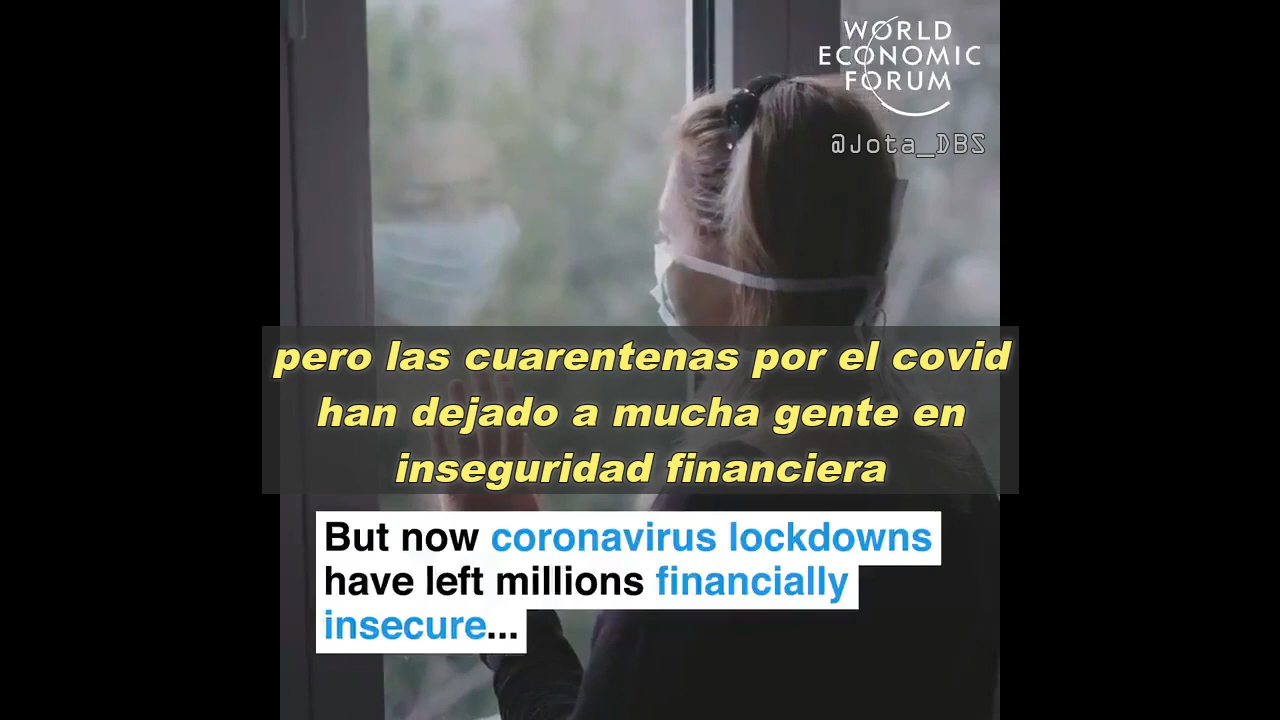 WORLD
ECONOMIC
FORUM
@Jota_DBS
pero las cuarentenas por el covid
han dejado a mucha gente en
inseguridad financiera
But now coronavirus lockdowns
have left millions financially
insecure...